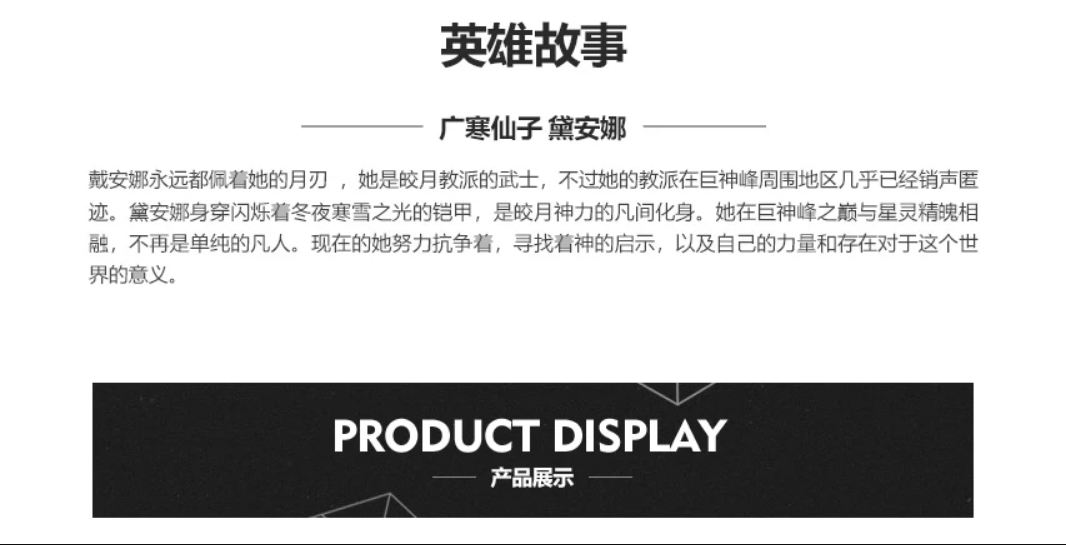 英雄故事
广寒仙子 黛安娜
戴安娜永远都佩着她的月刃 ，她是皎月教派的武士，不过她的教派在巨神峰周围地区几乎已经销声匿
迹。黛安娜身穿闪烁着冬夜寒雪之光的铠甲，是皎月神力的凡间化身。她在巨神峰之巅与星灵精魄相
融，不再是单纯的凡人。现在的她努力抗争着，寻找着神的启示，以及自己的力量和存在对于这个世
界的意义。
PRODUCT DISPLAY
产品展示